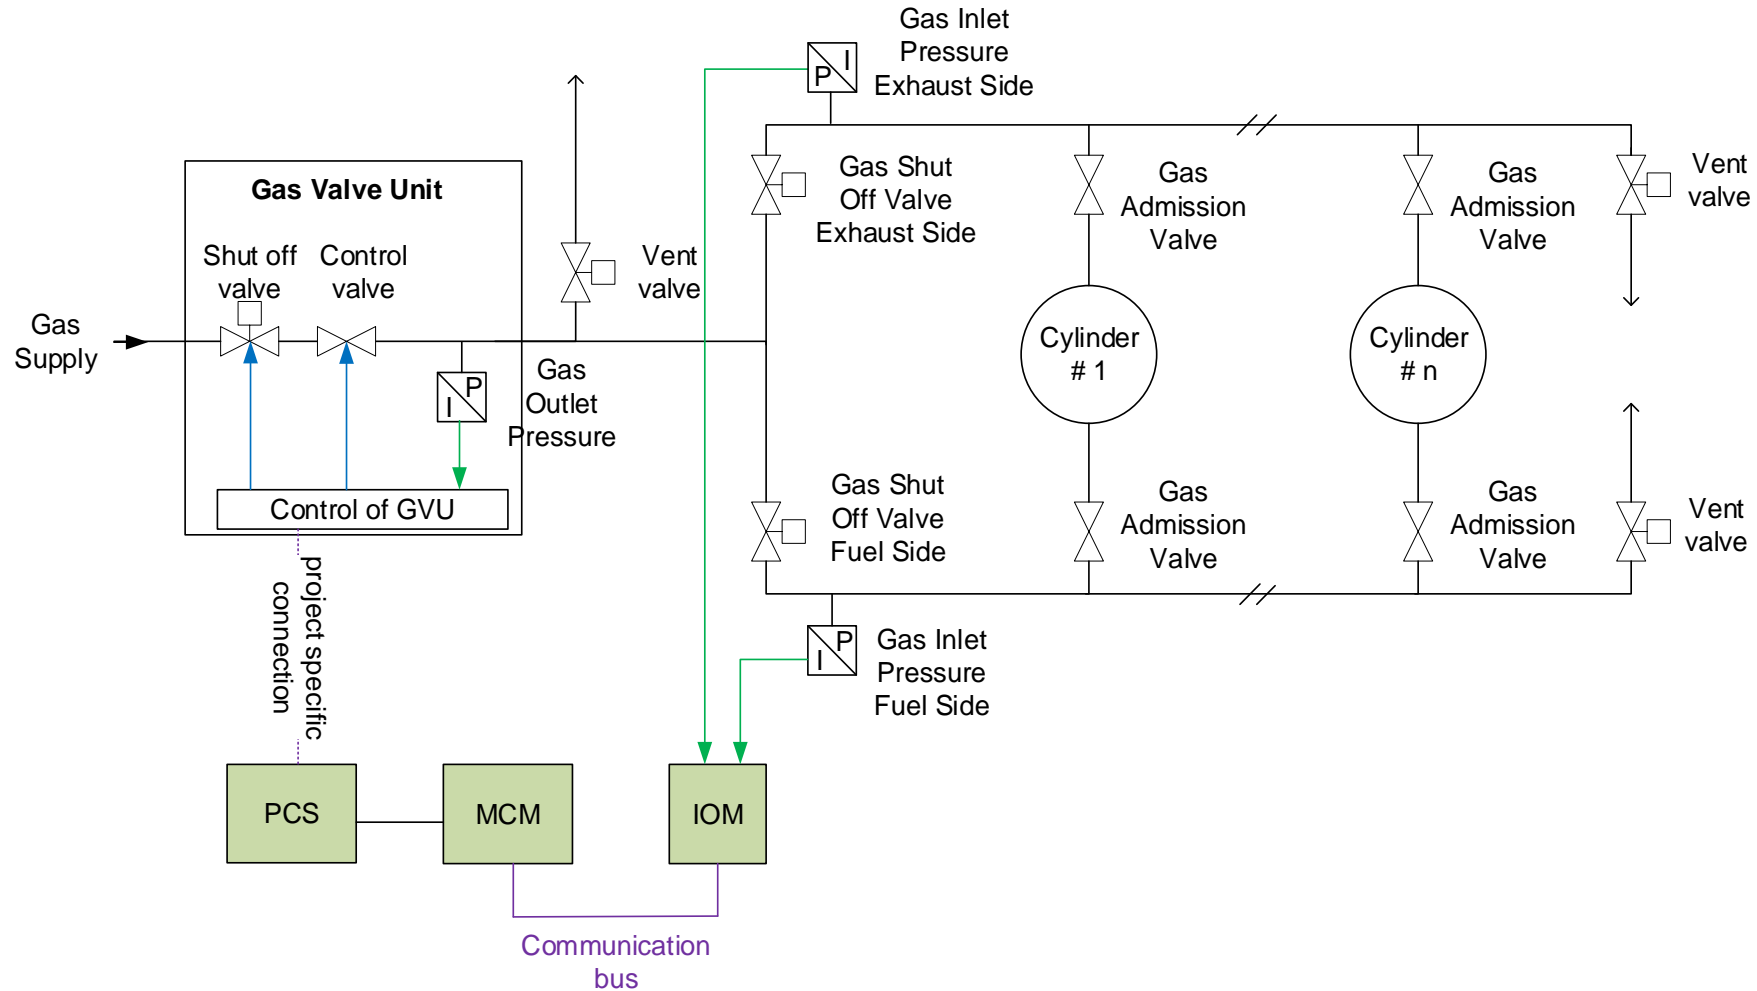 Gas Inlet
Pressure
Exhaust Side
I
P
Gas Valve Unit
Shut off
valve
Control
valve
Vent
valve
Gas Shut
Off Valve
Exhaust Side
Gas
Admission
Valve
Gas
Admission
Valve
Vent
valve
Gas
Supply
Cylinder
# 1
Cylinder
# n
P
I
Gas
Outlet
Pressure
Control of GVU
Gas Shut
Off Valve
Fuel Side
Gas
Admission
Valve
Gas
Admission
Valve
Vent
valve
project specific
connection
P
I
Gas Inlet
Pressure
Fuel Side
PCS
MCM
IOM
Communication
bus